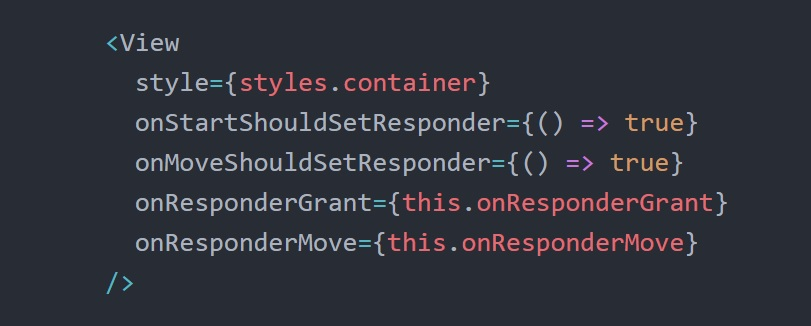 <View
style={styles.container}
onStartShouldSetResponder={() => true}
onMoveShouldSetResponder={() => true}
onResponderGrant={this.onResponderGrant}
onResponderMove={this.onResponderMove}
/>